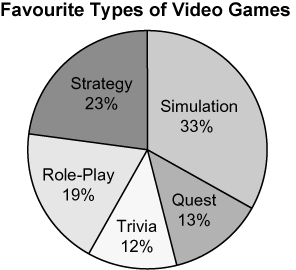 Favourite Types of Video Games
Strategy
23%
Simulation
33%
Role-Play
19%
Quest
13%
Trivia
12%